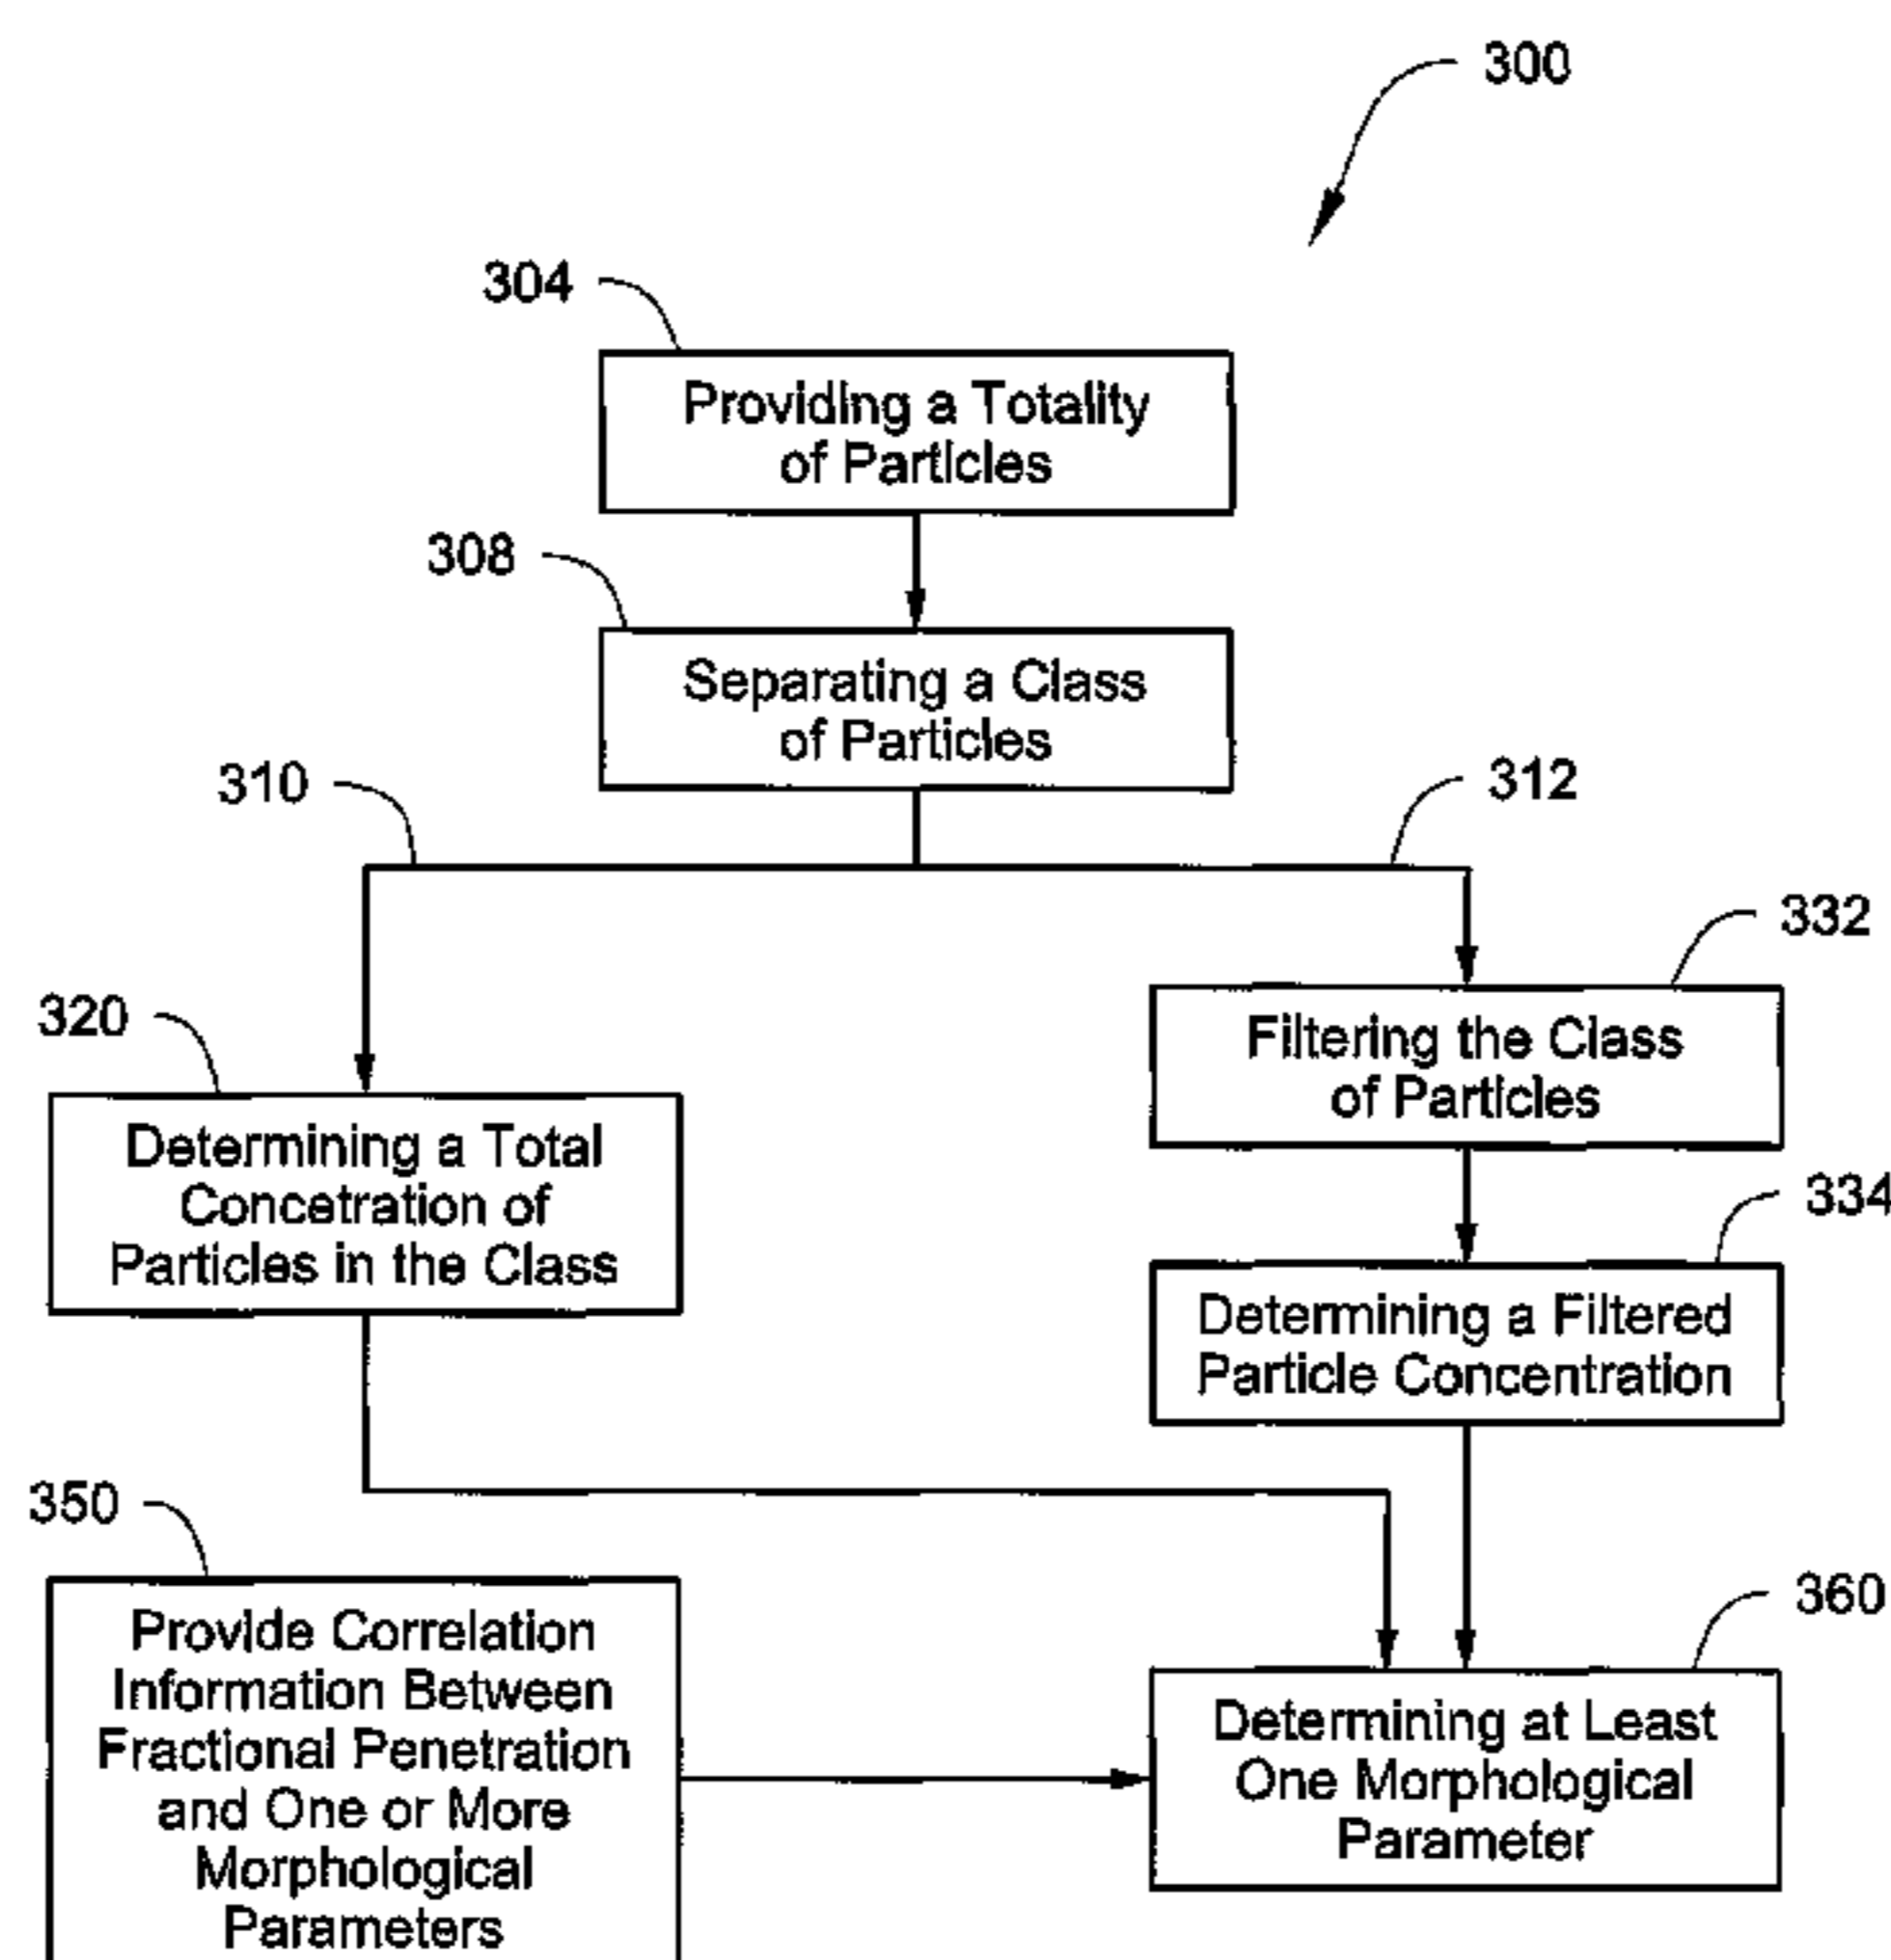 300
304
Providing a Totality
of Particles
308
Separating a Class
of Particles
310
312
332
Filtering the Class
of Particles
320
Determining a Total
Concetration of
Particles in the Class
334
Determining a Filtered
Particle Concentration
350
Provide Correlation
Information Between
Fractional Penetration
and One or More
Morphological
Parameters
360
Determining at Least
One Morphological
Parameter